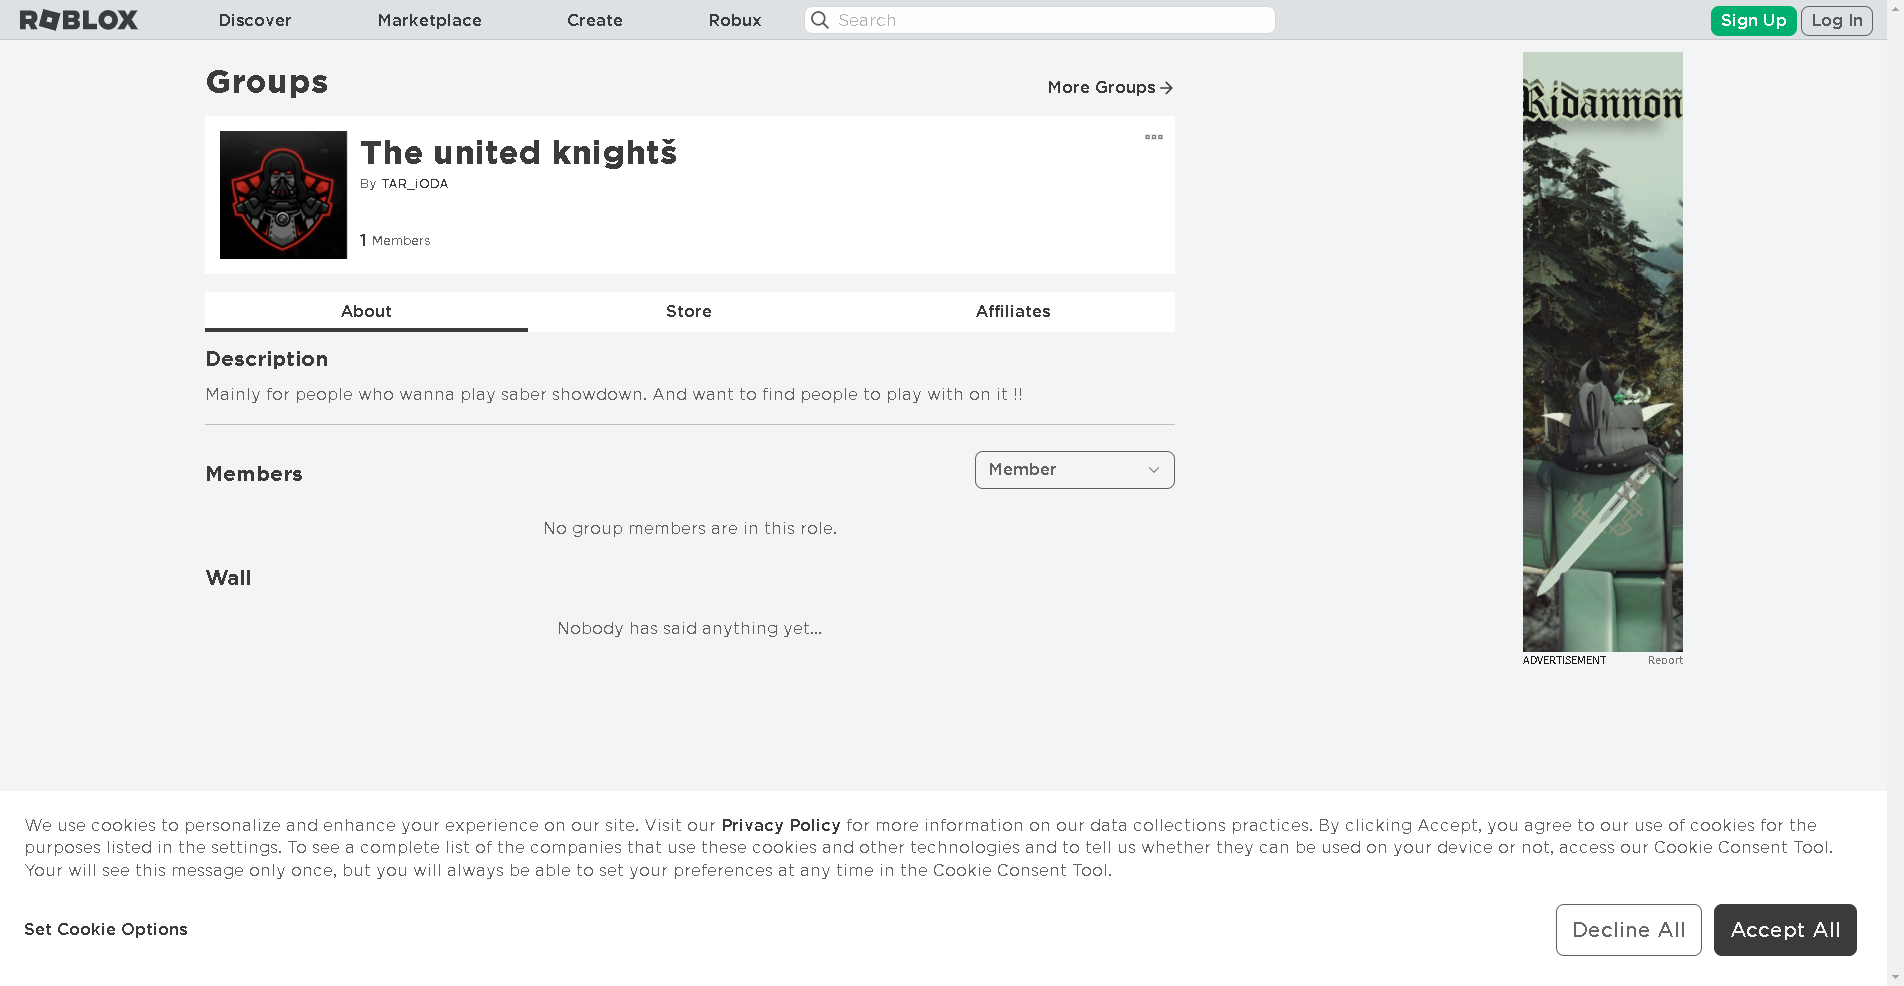 ROBLOX
Discover
Marketplace
Create
Robux
Search
Sign Up
Log In
Groups
More Groups
The united knightš
By TAR_iODA
1 Members
About
Store
Affiliates
Description
Mainly for people who wanna play saber showdown. And want to find people to play with on it !!
Members
Member
No group members are in this role.
Wall
Nobody has said anything yet...
Ridannon
ADVERTISEMENT
Report
We use cookies to personalize and enhance your experience on our site. Visit our Privacy Policy for more information on our data collections practices. By clicking Accept, you agree to our use of cookies for the
purposes listed in the settings. To see a complete list of the companies that use these cookies and other technologies and to tell us whether they can be used on your device or not, access our Cookie Consent Tool.
Your will see this message only once, but you will always be able to set your preferences at any time in the Cookie Consent Tool.
Set Cookie Options
Decline All
Accept All